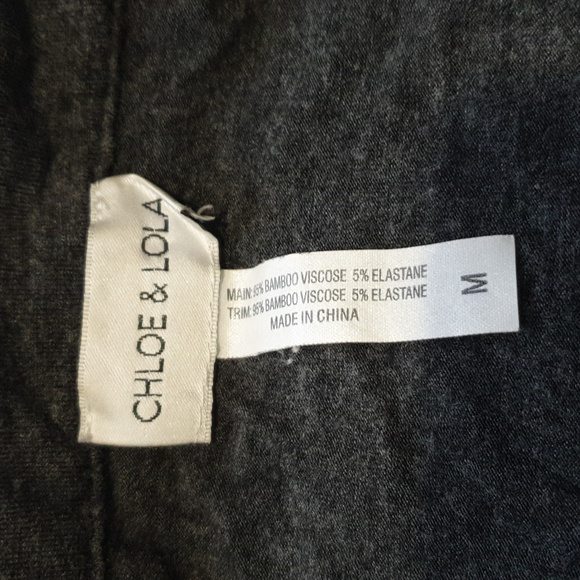 CHLOE & LOLA
MAIN: 95% BAMBOO VISCOSE 5% ELASTANE
TRIM: 95% BAMBOO VISCOSE 5% ELASTANE
MADE IN CHINA
M